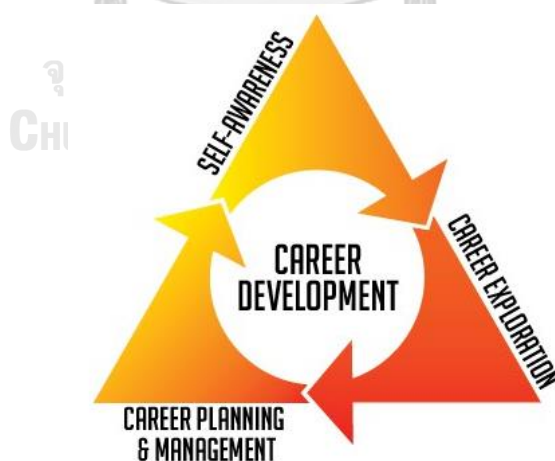 SELF-AWARENESS
CAREER
DEVELOPMENT
CAREER EXPLORATION
CAREER PLANNING
& MANAGEMENT